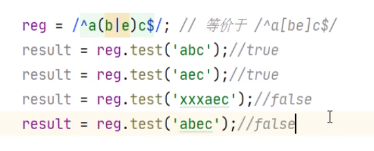 reg = /^a(b|e)c$/; // 等价于 /^a[be]c$/
result = reg.test('abc');//true
result = reg.test('aec');//true
result = reg.test('xxxaec');//false
result = reg.test('abec');//false